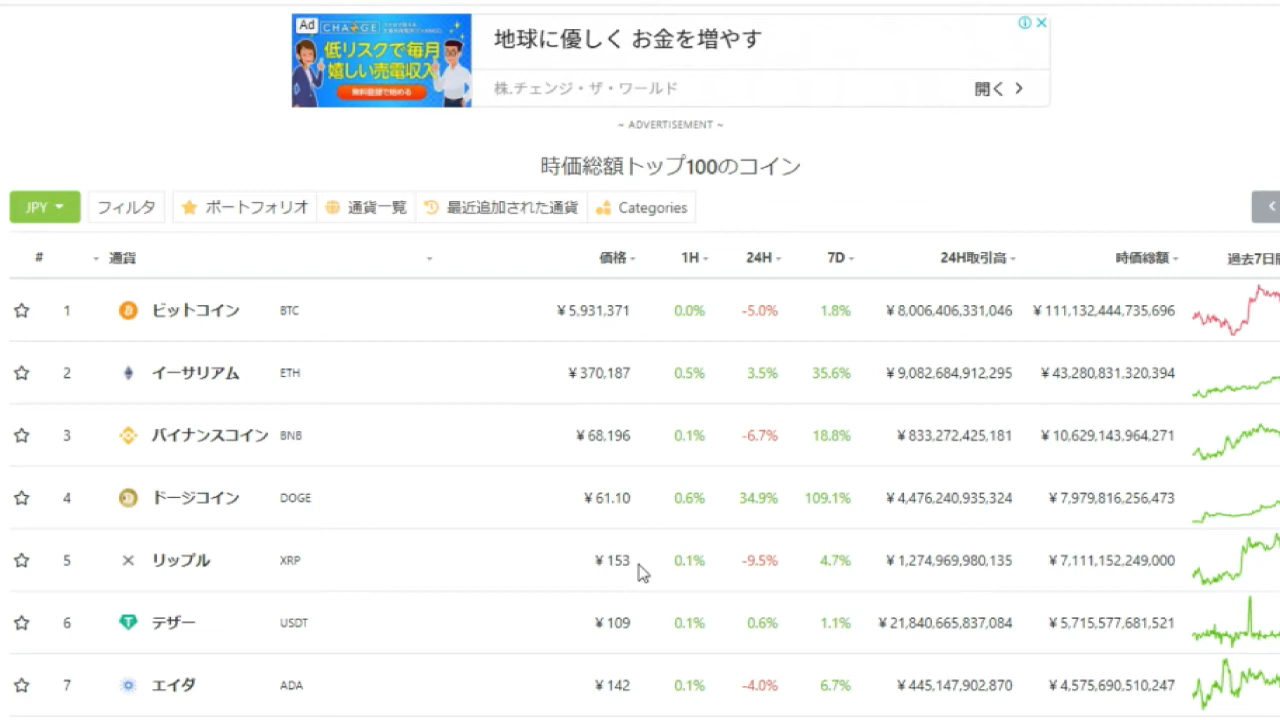 Ad
CHANGE
低リスクで毎月
嬉しい売電収入
無料登録で始める
地球に優しく お金を増やす
株.チェンジ・ザ・ワールド
開く
~ ADVERTISEMENT ~
時価総額トップ100のコイン
JPY フィルタ ポートフォリオ 通貨一覧 最近追加された通貨 Categories
# 通貨 価格 1H 24H 7D 24H取引高 時価総額 過去7日間
1 ビットコイン BTC ¥5,931,371 0.0% -5.0% 1.8% ¥8,006,406,331,046 ¥111,132,444,735,696
2 イーサリアム ETH ¥370,187 0.5% 3.5% 35.6% ¥9,082,684,912,295 ¥43,280,831,320,394
3 バイナンスコイン BNB ¥68,196 0.1% -6.7% 18.8% ¥833,272,425,181 ¥10,629,143,964,271
4 ドージコイン DOGE ¥61.10 0.6% 34.9% 109.1% ¥4,476,240,935,324 ¥7,979,816,256,473
5 リップル XRP ¥153 0.1% -9.5% 4.7% ¥1,274,969,980,135 ¥7,111,152,249,000
6 テザー USDT ¥109 0.1% 0.6% 1.1% ¥21,840,665,837,084 ¥5,715,577,681,521
7 エイダ ADA ¥142 0.1% -4.0% 6.7% ¥445,147,902,870 ¥4,575,690,510,247